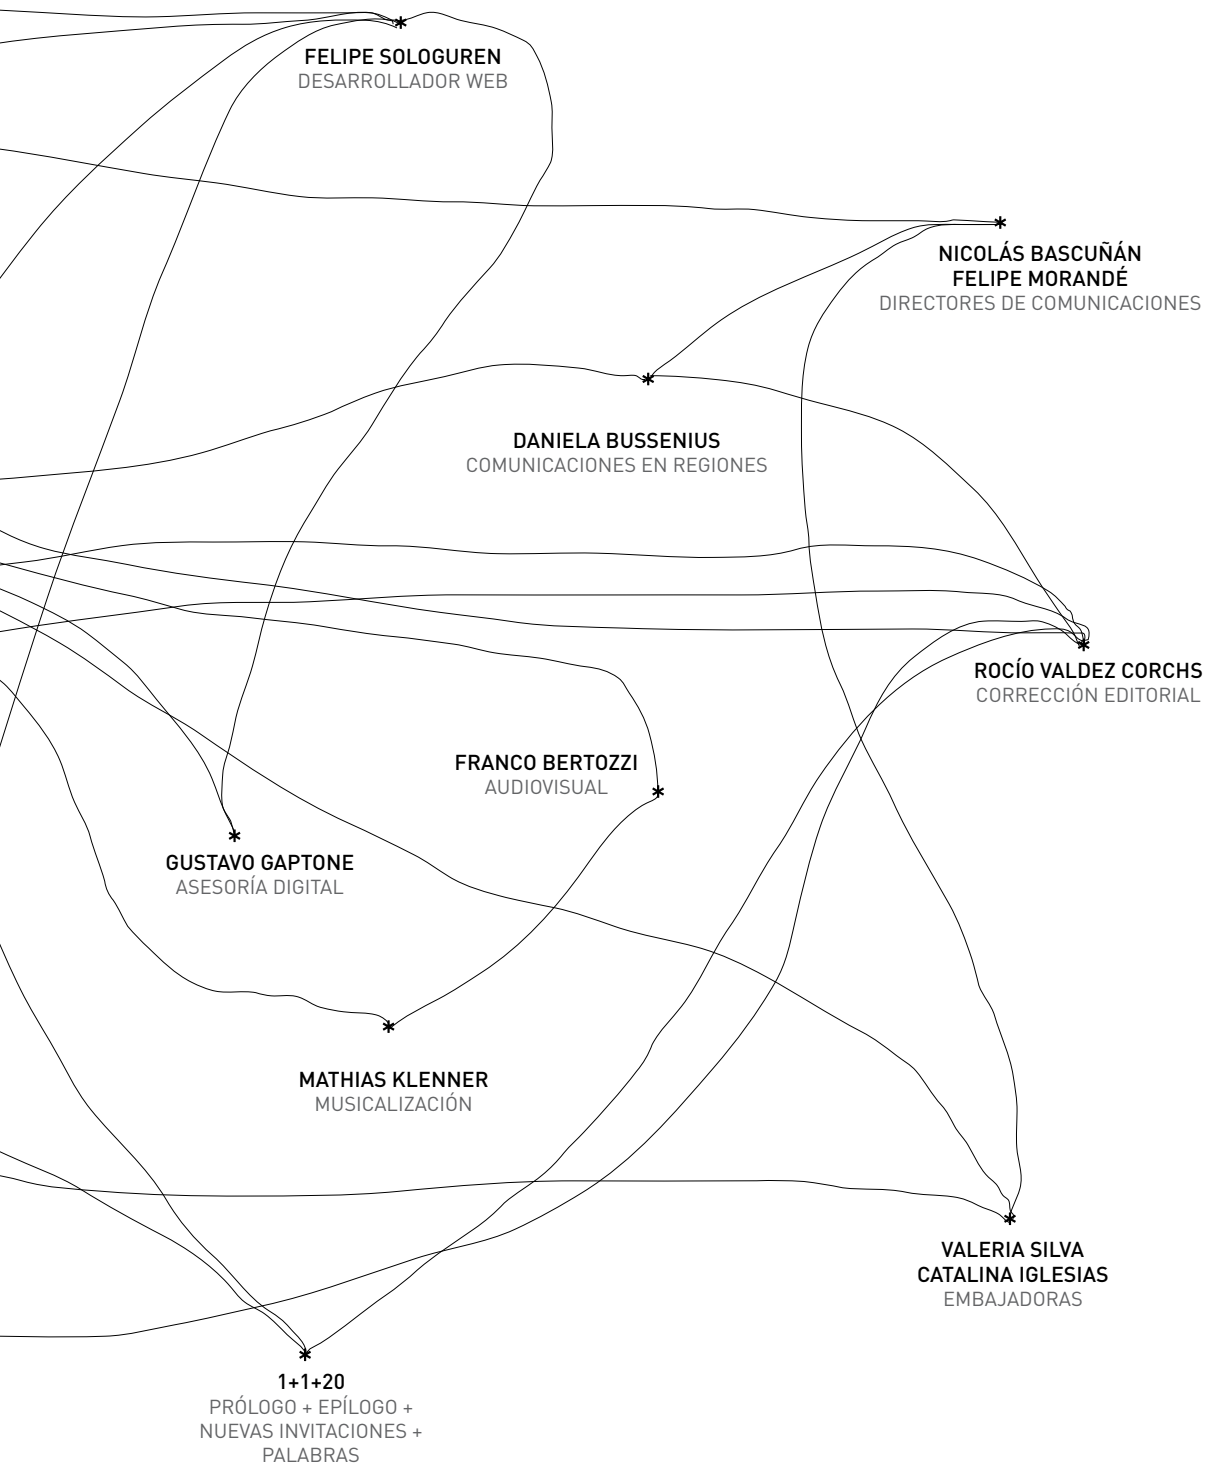 FELIPE SOLOGUREN
DESARROLLADOR WEB
NICOLÁS BASCUÑÁN
FELIPE MORANDÉ
DIRECTORES DE COMUNICACIONES
DANIELA BUSSENIUS
COMUNICACIONES EN REGIONES
ROCÍO VALDEZ CORCHS
CORRECCIÓN EDITORIAL
FRANCO BERTOZZI
AUDIOVISUAL
GUSTAVO GAPTONE
ASESORÍA DIGITAL
MATHIAS KLENNER
MUSICALIZACIÓN
VALERIA SILVA
CATALINA IGLESIAS
EMBAJADORAS
1+1+20
PRÓLOGO + EPÍLOGO +
NUEVAS INVITACIONES +
PALABRAS